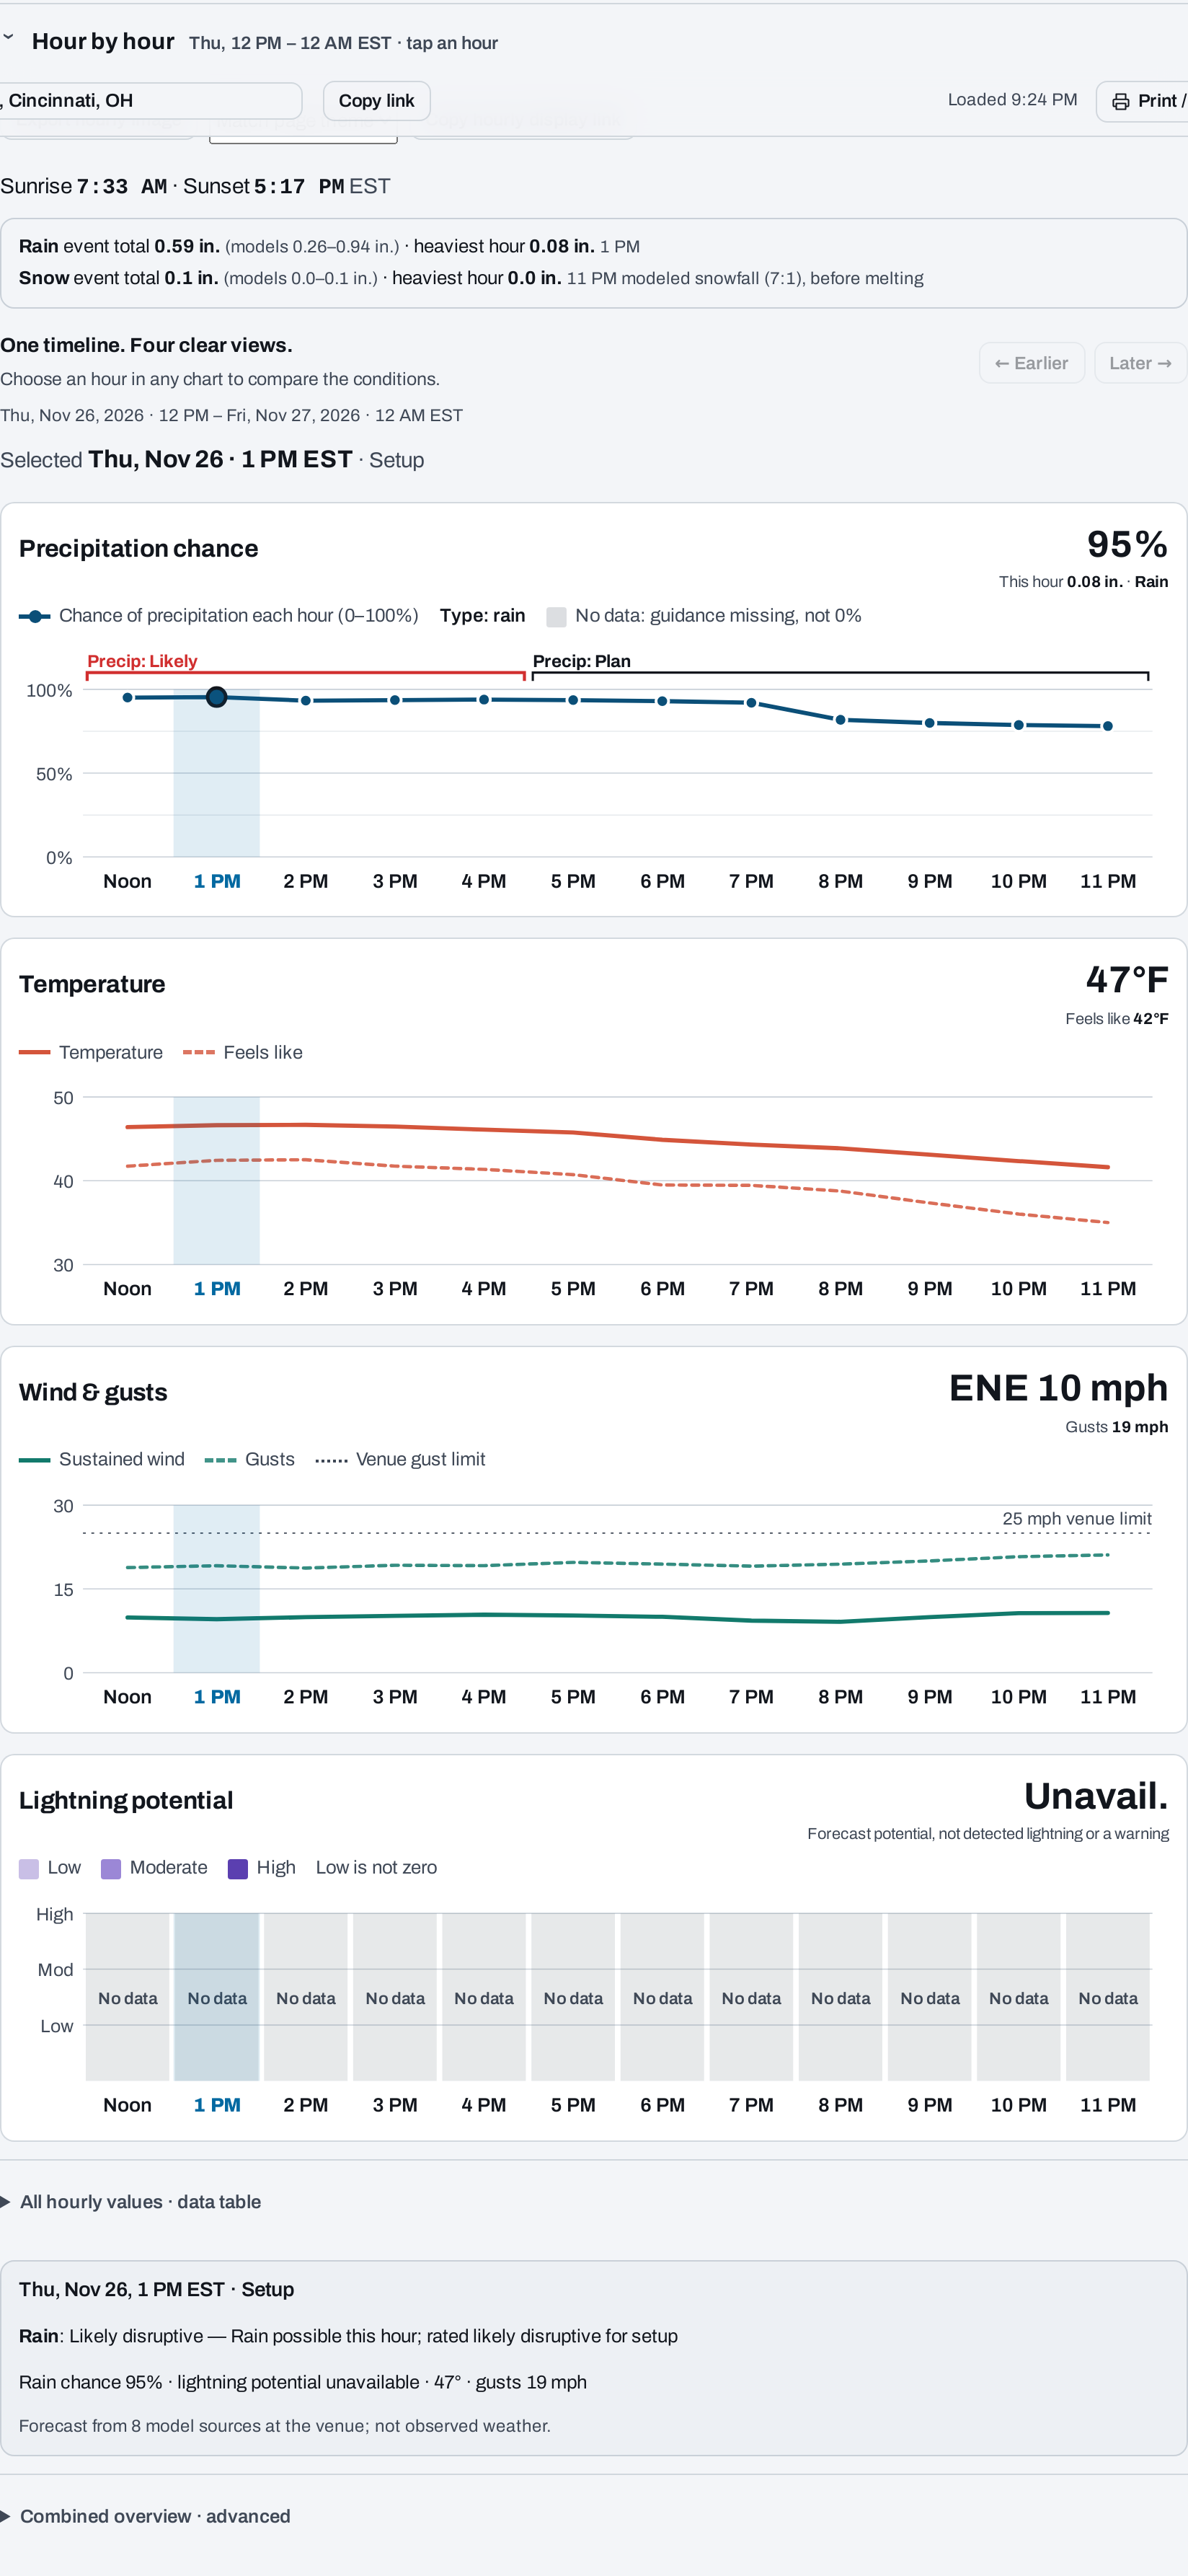 Hour by hour Thu, 12 PM – 12 AM EST · tap an hour
, Cincinnati, OH
Copy link
Loaded 9:24 PM
Print /
Sunrise 7:33 AM · Sunset 5:17 PM EST
Rain event total 0.59 in. (models 0.26–0.94 in.) · heaviest hour 0.08 in. 1 PM
Snow event total 0.1 in. (models 0.0–0.1 in.) · heaviest hour 0.0 in. 11 PM modeled snowfall (7:1), before melting
One timeline. Four clear views.
Choose an hour in any chart to compare the conditions.
← Earlier
Later →
Thu, Nov 26, 2026 · 12 PM – Fri, Nov 27, 2026 · 12 AM EST
Selected Thu, Nov 26 · 1 PM EST · Setup
Precipitation chance
95%
This hour 0.08 in. · Rain
Chance of precipitation each hour (0–100%) Type: rain No data: guidance missing, not 0%
Precip: Likely Precip: Plan
100%
50%
0%
Noon 1 PM 2 PM 3 PM 4 PM 5 PM 6 PM 7 PM 8 PM 9 PM 10 PM 11 PM
Temperature
47°F
Feels like 42°F
Temperature Feels like
50
40
30
Noon 1 PM 2 PM 3 PM 4 PM 5 PM 6 PM 7 PM 8 PM 9 PM 10 PM 11 PM
Wind & gusts
ENE 10 mph
Gusts 19 mph
Sustained wind Gusts Venue gust limit
30
25 mph venue limit
15
0
Noon 1 PM 2 PM 3 PM 4 PM 5 PM 6 PM 7 PM 8 PM 9 PM 10 PM 11 PM
Lightning potential
Unavail.
Forecast potential, not detected lightning or a warning
Low Moderate High Low is not zero
High
Mod
No data No data No data No data No data No data No data No data No data No data No data No data
Low
Noon 1 PM 2 PM 3 PM 4 PM 5 PM 6 PM 7 PM 8 PM 9 PM 10 PM 11 PM
All hourly values · data table
Thu, Nov 26, 1 PM EST · Setup
Rain: Likely disruptive — Rain possible this hour; rated likely disruptive for setup
Rain chance 95% · lightning potential unavailable · 47° · gusts 19 mph
Forecast from 8 model sources at the venue; not observed weather.
Combined overview · advanced